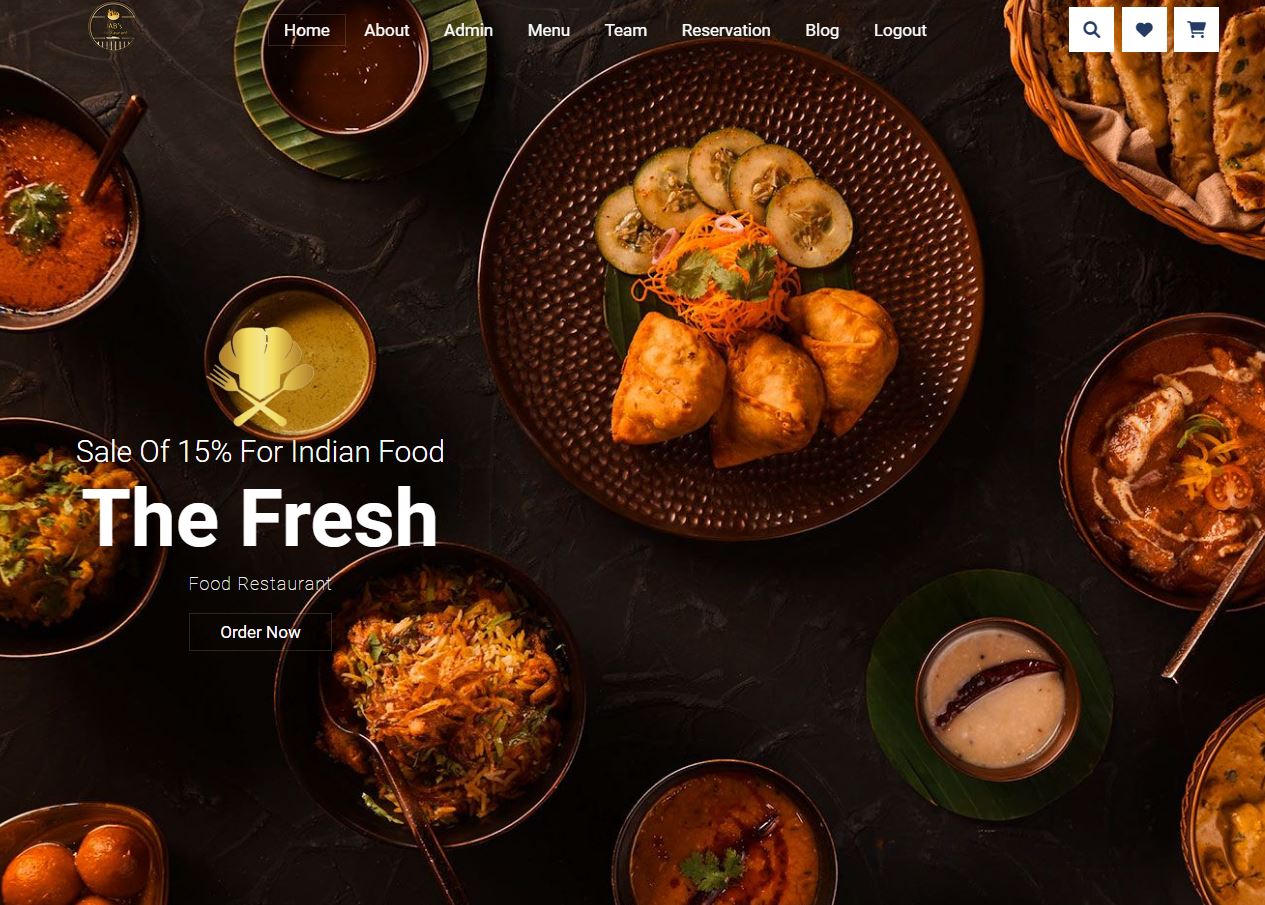 Home About Admin Menu Team Reservation Blog Logout
Sale Of 15% For Indian Food
The Fresh
Food Restaurant
Order Now